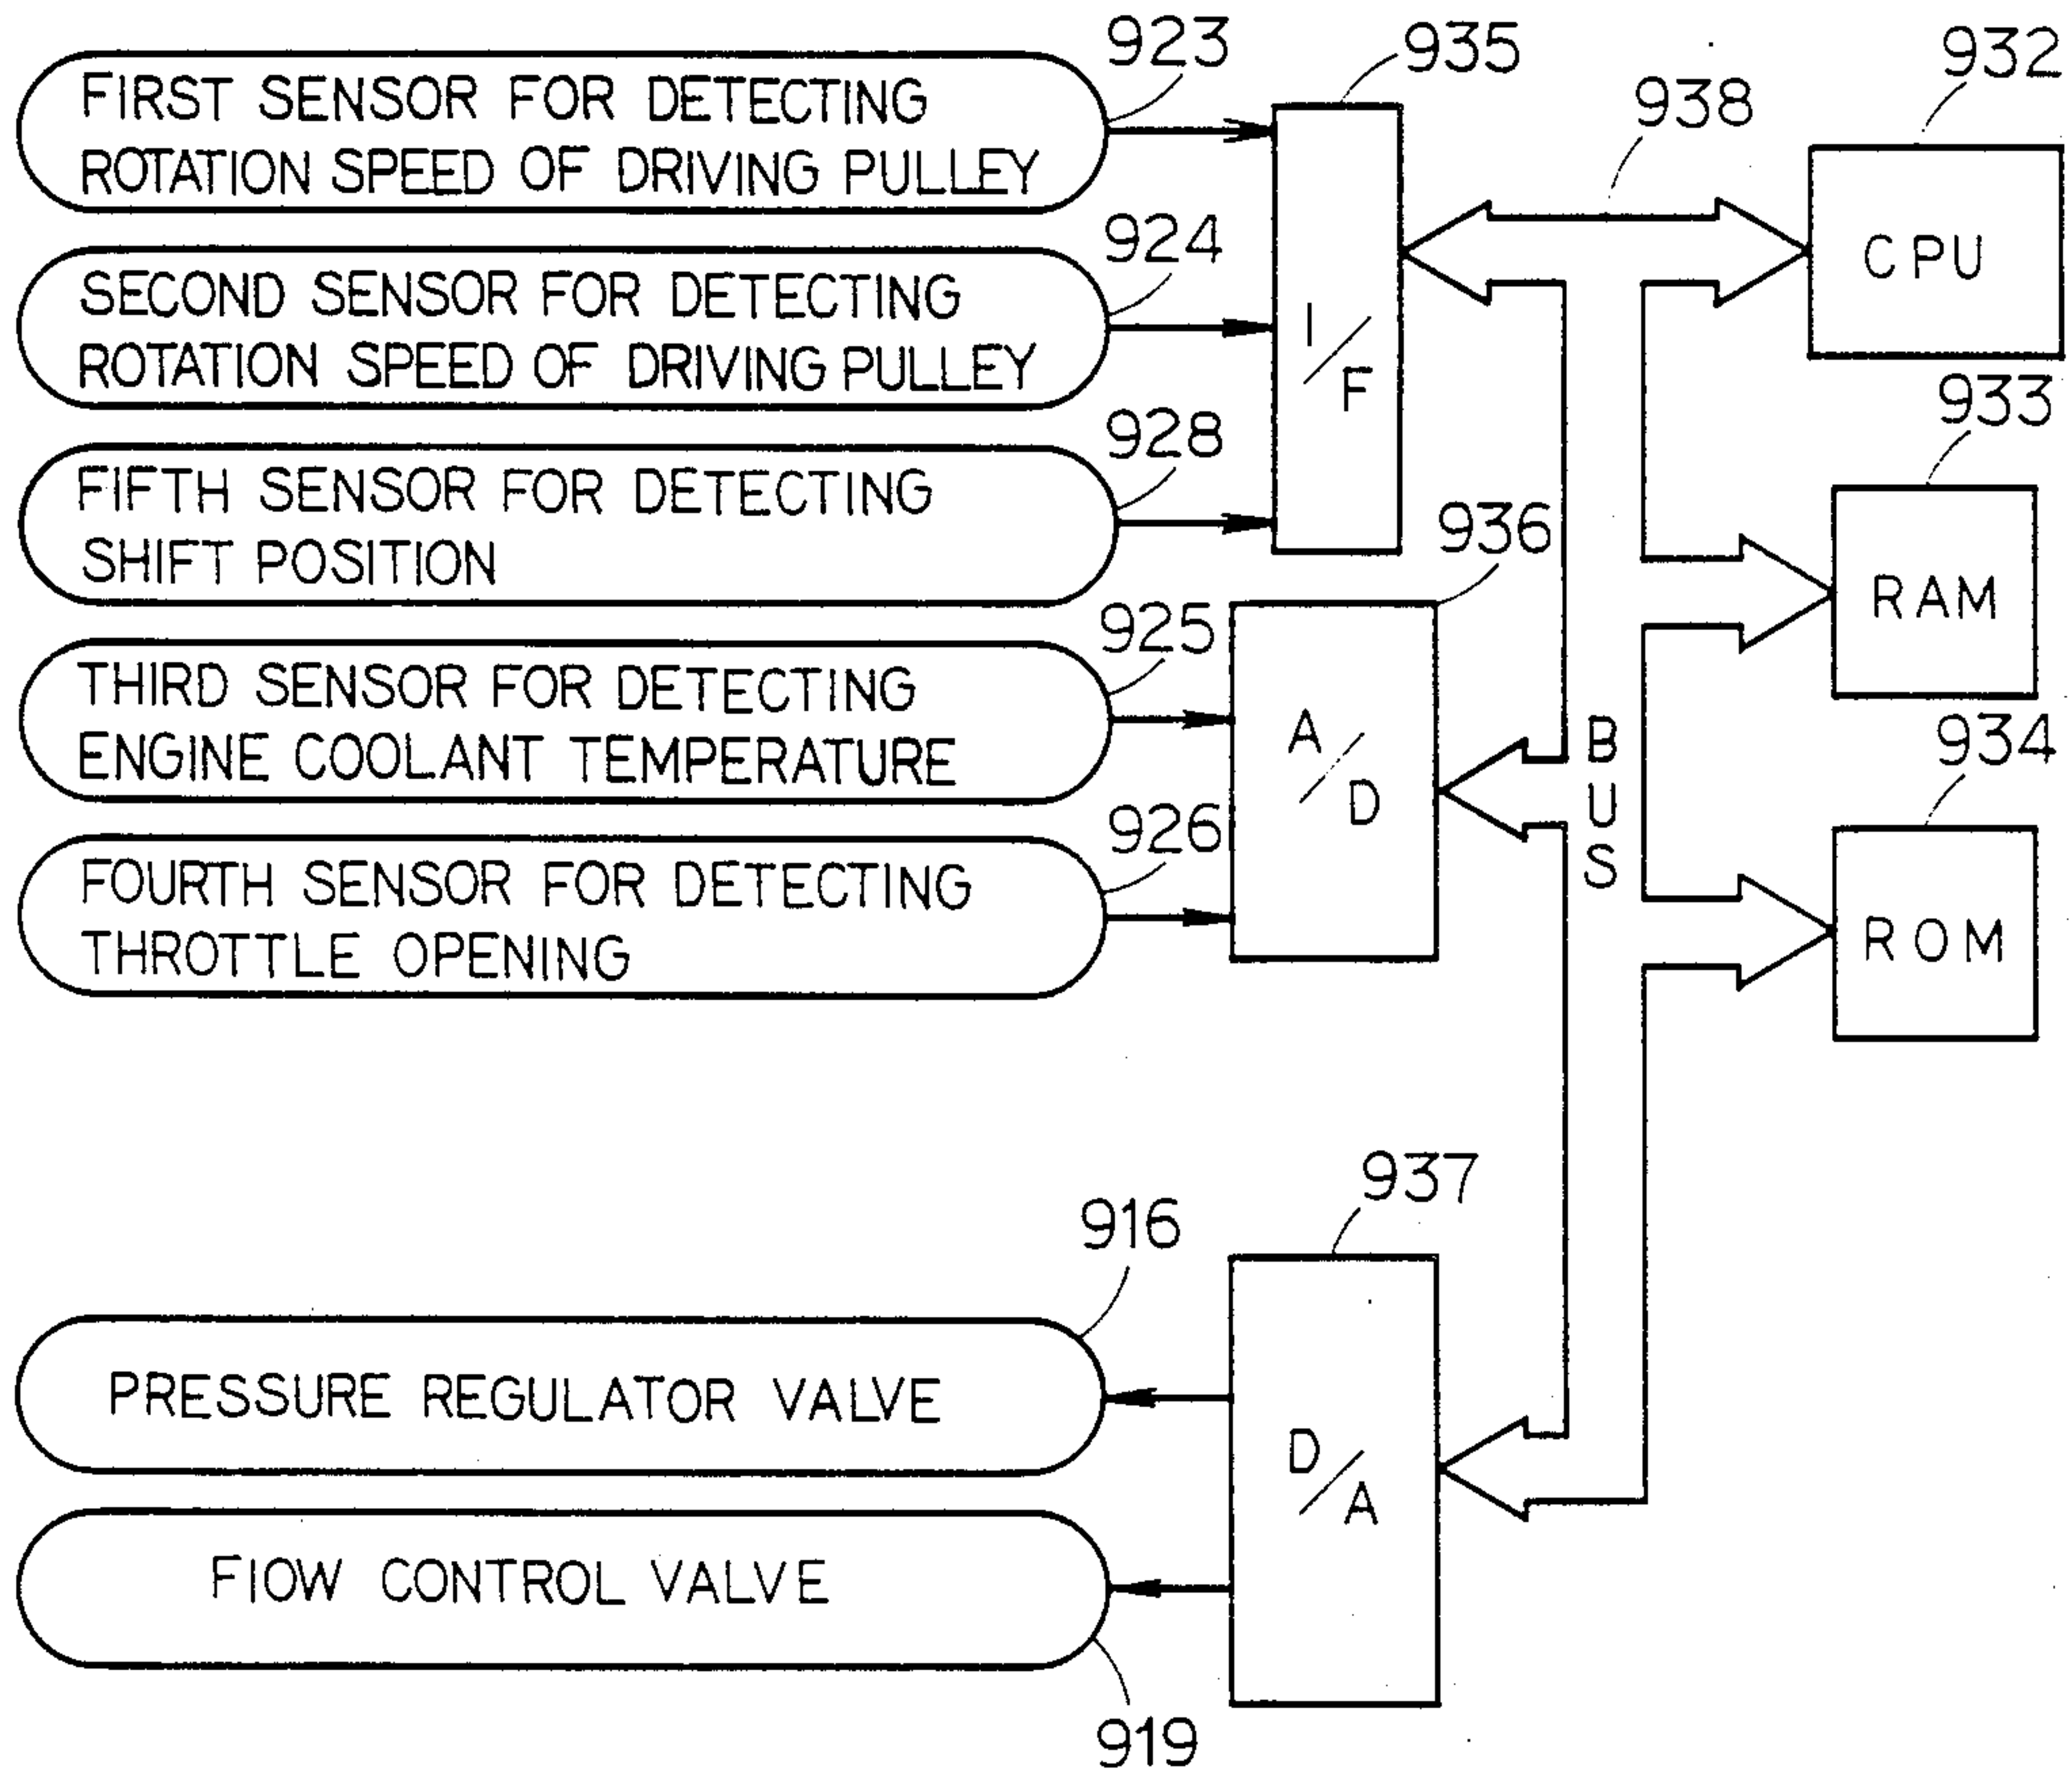 923
935
932
938
FIRST SENSOR FOR DETECTING
ROTATION SPEED OF DRIVING PULLEY
924
CPU
SECOND SENSOR FOR DETECTING
ROTATION SPEED OF DRIVING PULLEY
I/F
933
928
FIFTH SENSOR FOR DETECTING
SHIFT POSITION
936
RAM
925
THIRD SENSOR FOR DETECTING
ENGINE COOLANT TEMPERATURE
A/D
BUS
934
926
FOURTH SENSOR FOR DETECTING
THROTTLE OPENING
ROM
937
916
PRESSURE REGULATOR VALVE
D/A
FIOW CONTROL VALVE
919